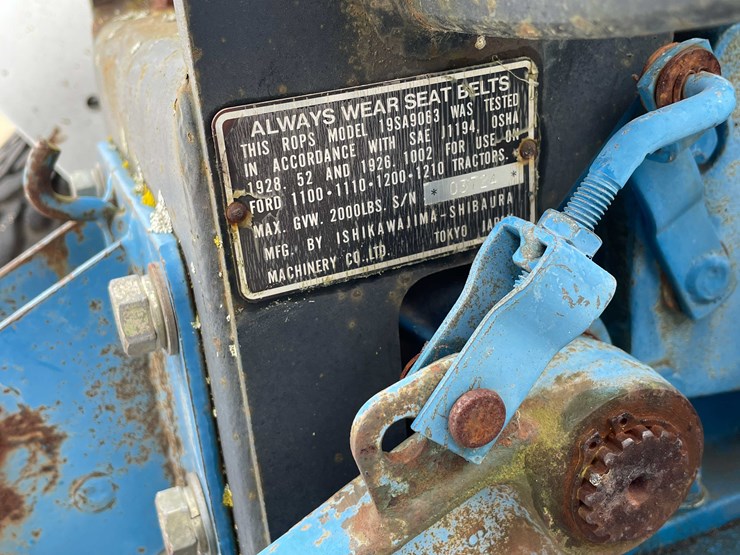 ALWAYS WEAR SEAT BELTS
THIS ROPS MODEL 19SA9063 WAS TESTED
IN ACCORDANCE WITH SAE J1194, OSHA
1928. 52 AND 1926. 1002 FOR USE ON
FORD 1100·1110·1200·1210 TRACTORS.
MAX. GVW. 2000LBS. S/N
MFG. BY ISHIKAWAJIMA-SHIBAURA
MACHINERY CO. LTD. TOKYO JAPAN